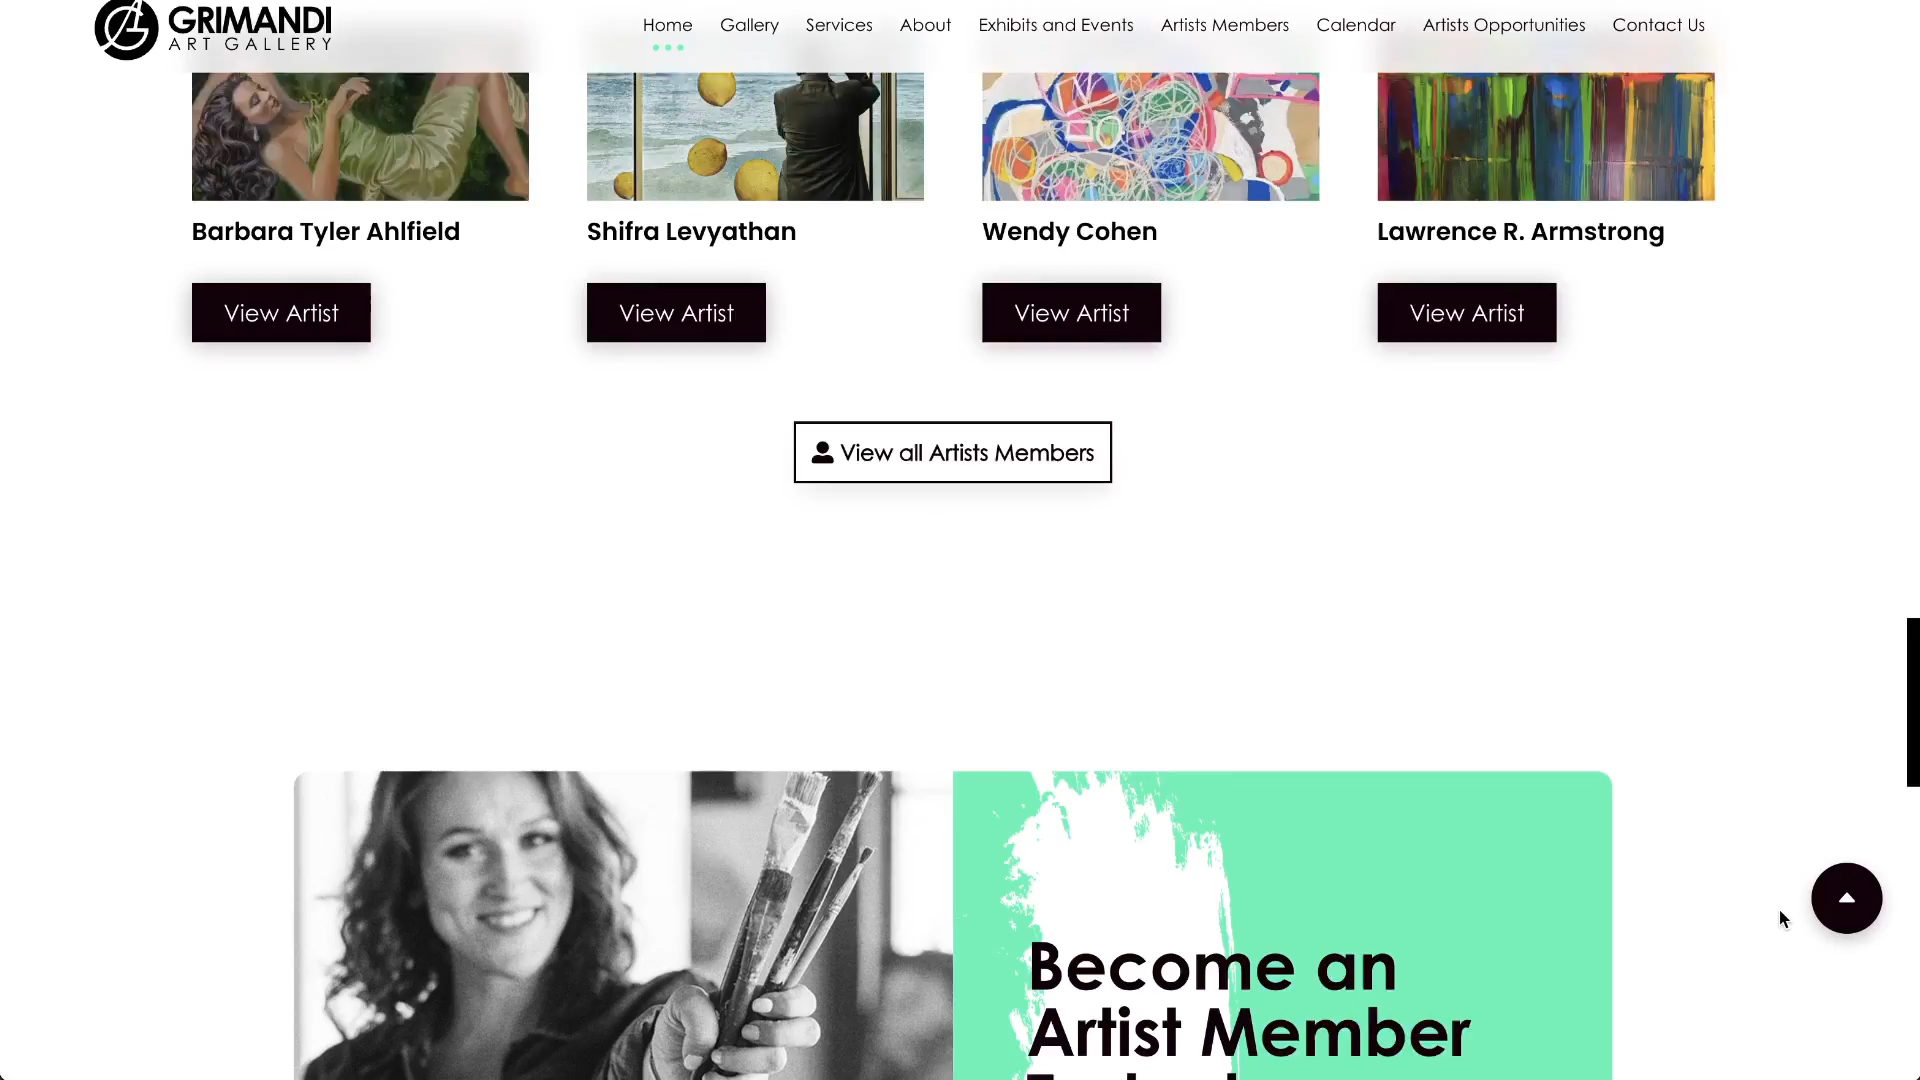 GRIMANDI
ART GALLERY
Home
Gallery
Services
About
Exhibits and Events
Artists Members
Calendar
Artists Opportunities
Contact Us
Barbara Tyler Ahlfield
Shifra Levyathan
Wendy Cohen
Lawrence R. Armstrong
View Artist
View Artist
View Artist
View Artist
View all Artists Members
Become an
Artist Member